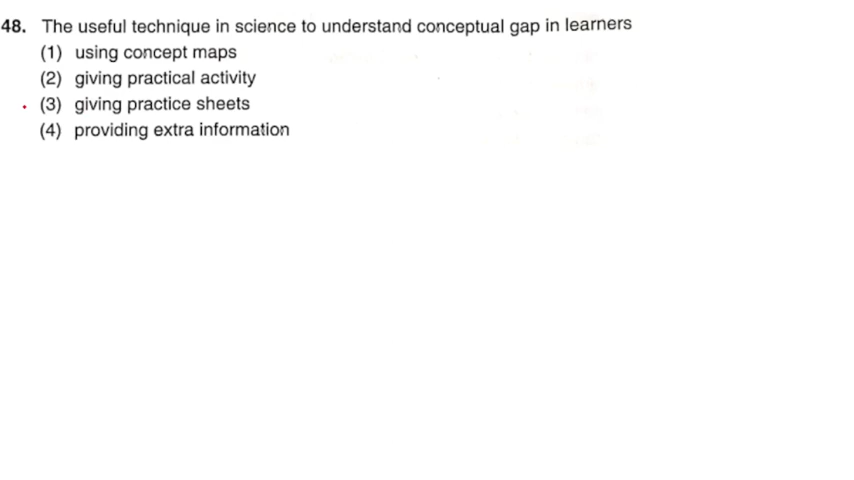 48. The useful technique in science to understand conceptual gap in learners
(1) using concept maps
(2) giving practical activity
(3) giving practice sheets
(4) providing extra information